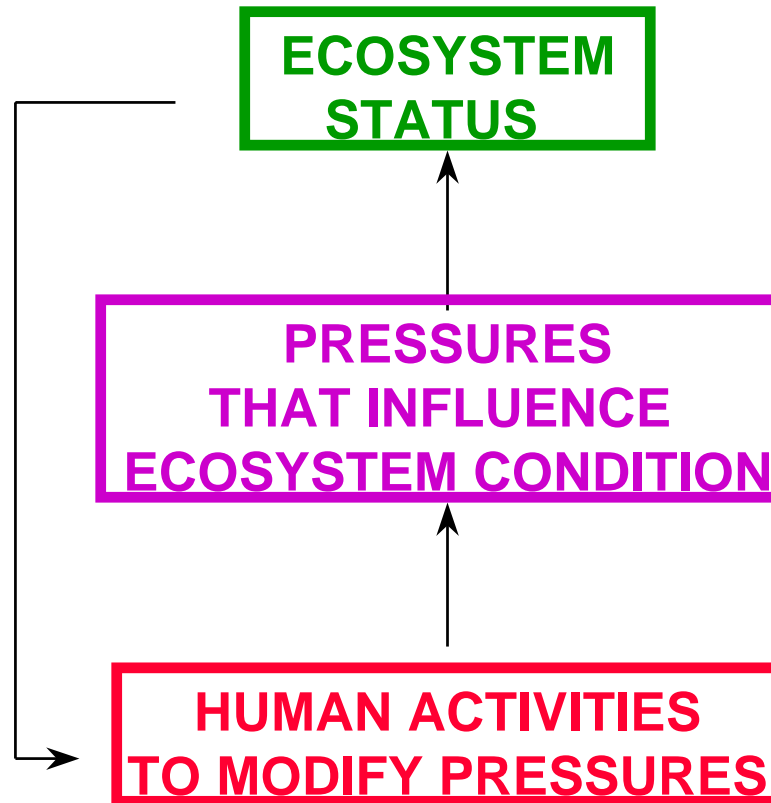 ECOSYSTEM
STATUS
PRESSURES
THAT INFLUENCE
ECOSYSTEM CONDITION
HUMAN ACTIVITIES
TO MODIFY PRESSURES